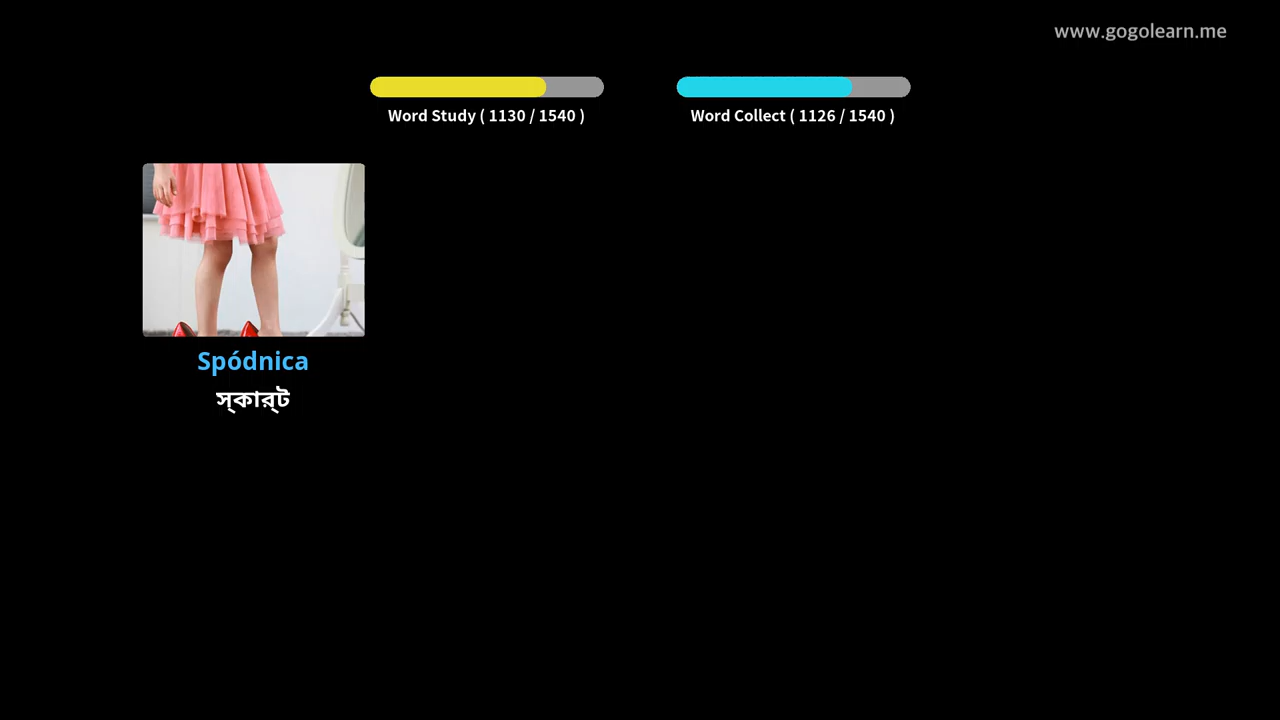 www.gogolearn.me
Word Study ( 1130 / 1540 )
Word Collect ( 1126 / 1540 )
Spódnica
স্কার্ট